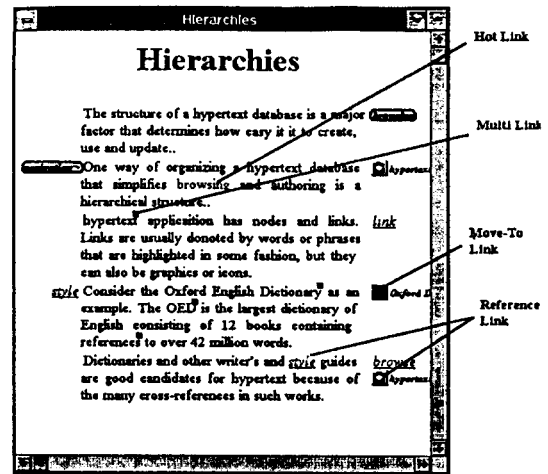 Hierarchies
Hierarchies
Hot Link
The structure of a hypertext database is a major
factor that determines how easy it it to create,
use and update..
Multi Link
One way of organizing a hypertext database hypertex
that simplifies browsing and authoring is a
hierarchical structure..
hypertext application has nodes and links. link
Links are usually donoted by words or phrases
that are highlighted in some fashion, but they
can also be graphics or icons.
Move-To
Link
style Consider the Oxford English Dictionary as an Oxford D
example. The OED is the largest dictionary of
English consisting of 12 books containing
references to over 42 million words.
Reference
Link
Dictionaries and other writer's and style guides browse
are good candidates for hypertext because of hypertex
the many cross-references in such works.